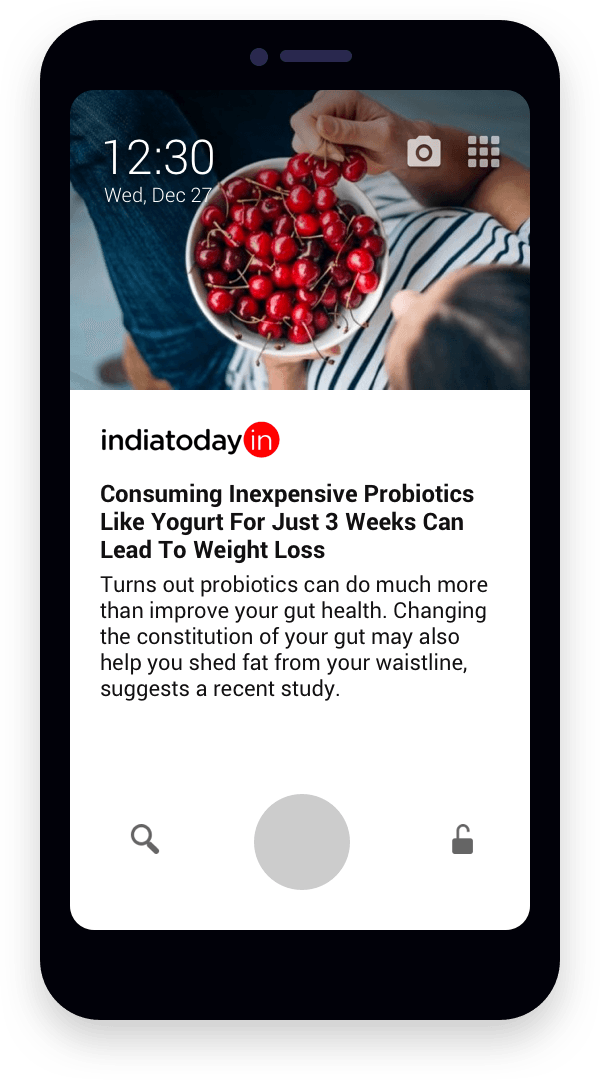 12:30
Wed, Dec 27
indiatoday in
Consuming Inexpensive Probiotics
Like Yogurt For Just 3 Weeks Can
Lead To Weight Loss
Turns out probiotics can do much more
than improve your gut health. Changing
the constitution of your gut may also
help you shed fat from your waistline,
suggests a recent study.